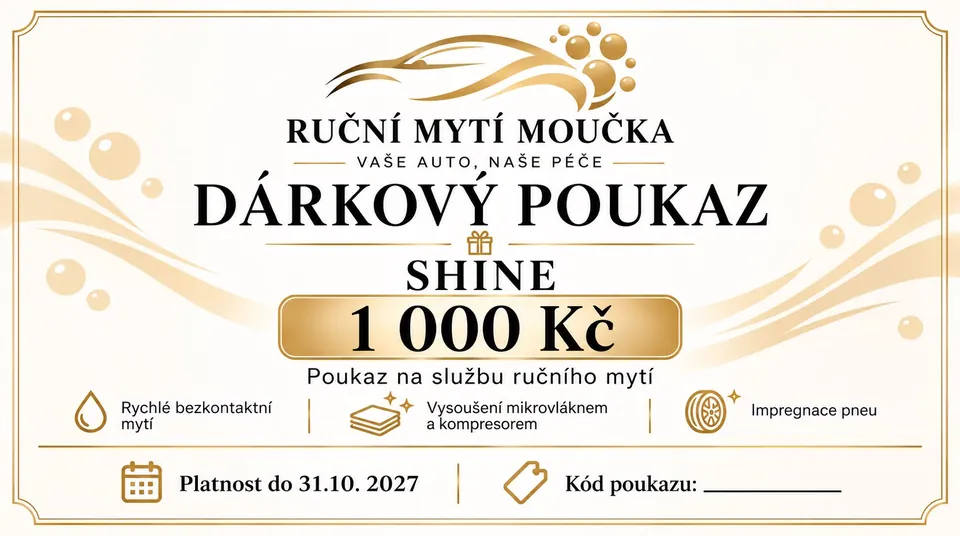 RUČNÍ MYTÍ MOUČKA
VAŠE AUTO, NAŠE PÉČE
DÁRKOVÝ POUKAZ
SHINE
1 000 Kč
Poukaz na službu ručního mytí
Rychlé bezkontaktní
mytí
Vysoušení mikrovláknem
a kompresorem
Impregnace pneu
Platnost do 31.10. 2027
Kód poukazu: ____________